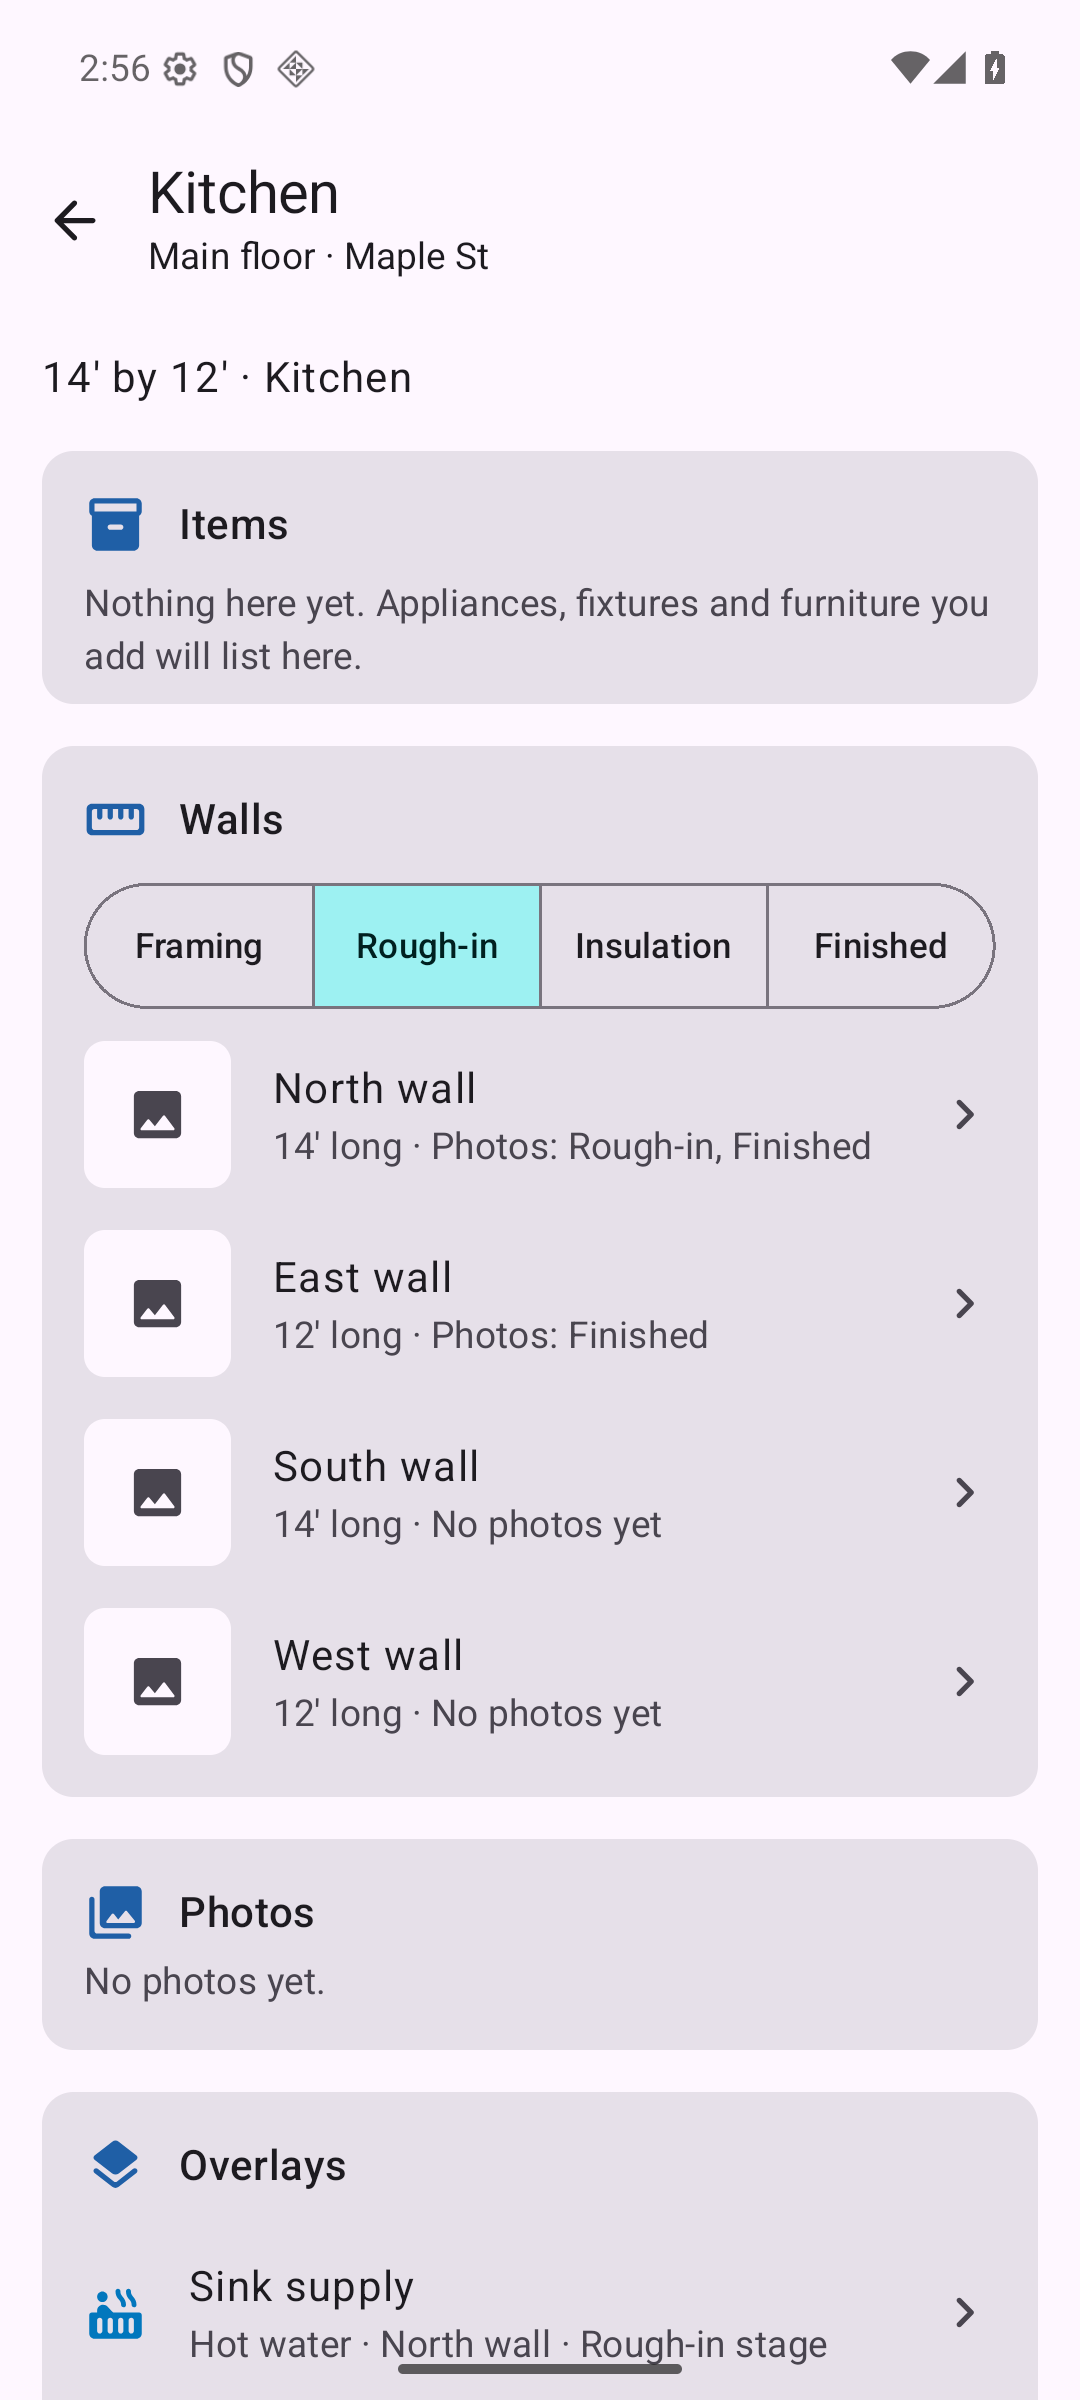 2:56
Kitchen
Main floor · Maple St
14' by 12' · Kitchen
Items
Nothing here yet. Appliances, fixtures and furniture you
add will list here.
Walls
Framing
Rough-in
Insulation
Finished
North wall
14' long · Photos: Rough-in, Finished
East wall
12' long · Photos: Finished
South wall
14' long · No photos yet
West wall
12' long · No photos yet
Photos
No photos yet.
Overlays
Sink supply
Hot water · North wall · Rough-in stage